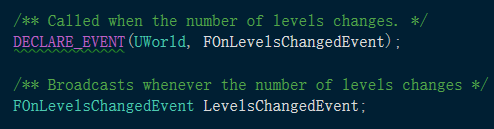 /** Called when the number of levels changes. */
DECLARE_EVENT(UWorld, FOnLevelsChangedEvent);
/** Broadcasts whenever the number of levels changes */
FOnLevelsChangedEvent LevelsChangedEvent;